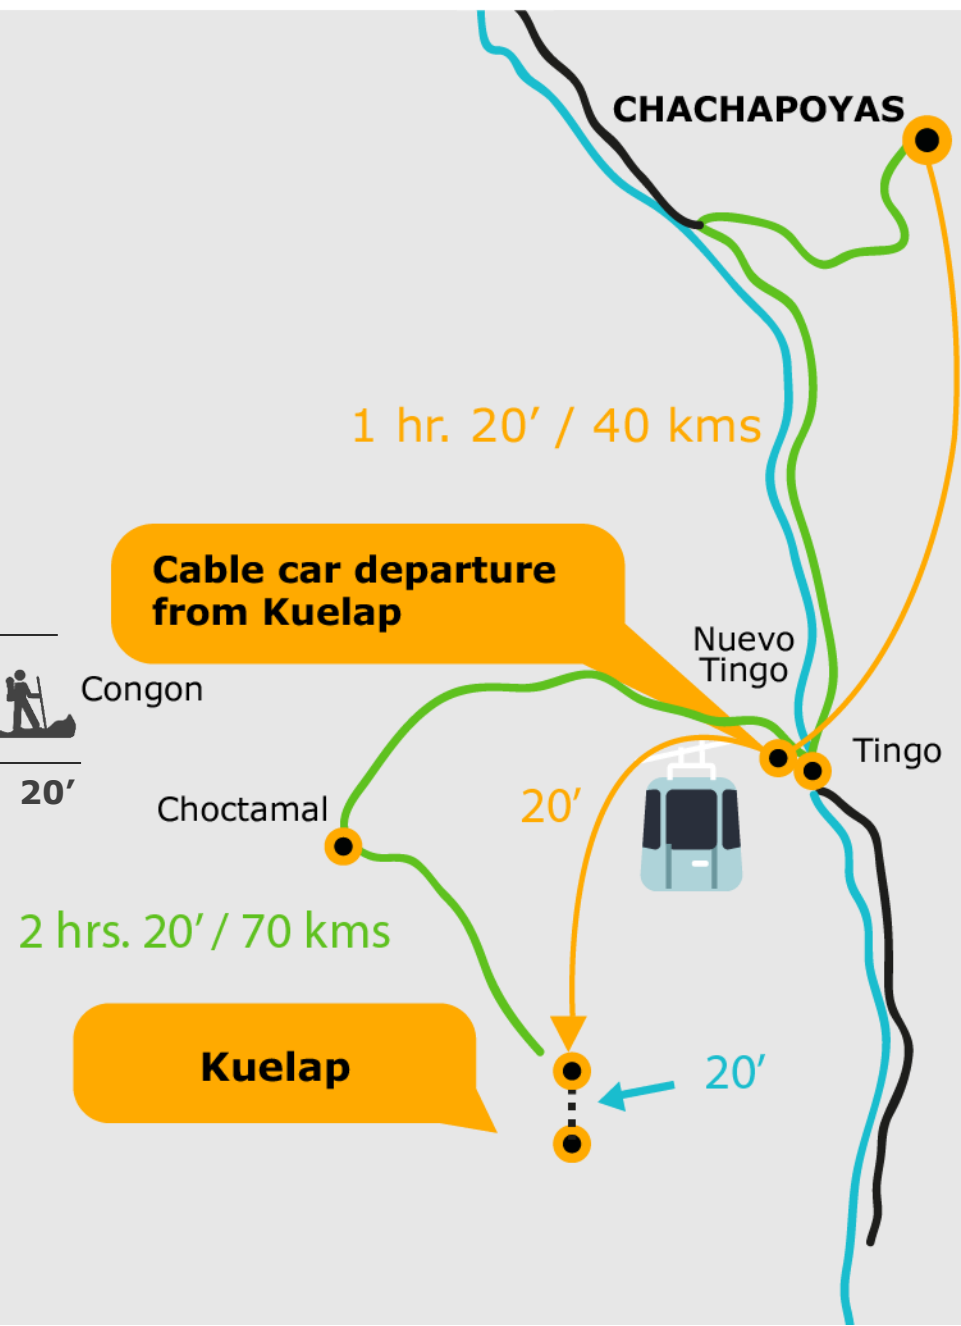 CHACHAPOYAS
1 hr. 20’ / 40 kms
Cable car departure
from Kuelap
Nuevo
Tingo
Congon
Tingo
20’
20’
Choctamal
2 hrs. 20’ / 70 kms
Kuelap
20’